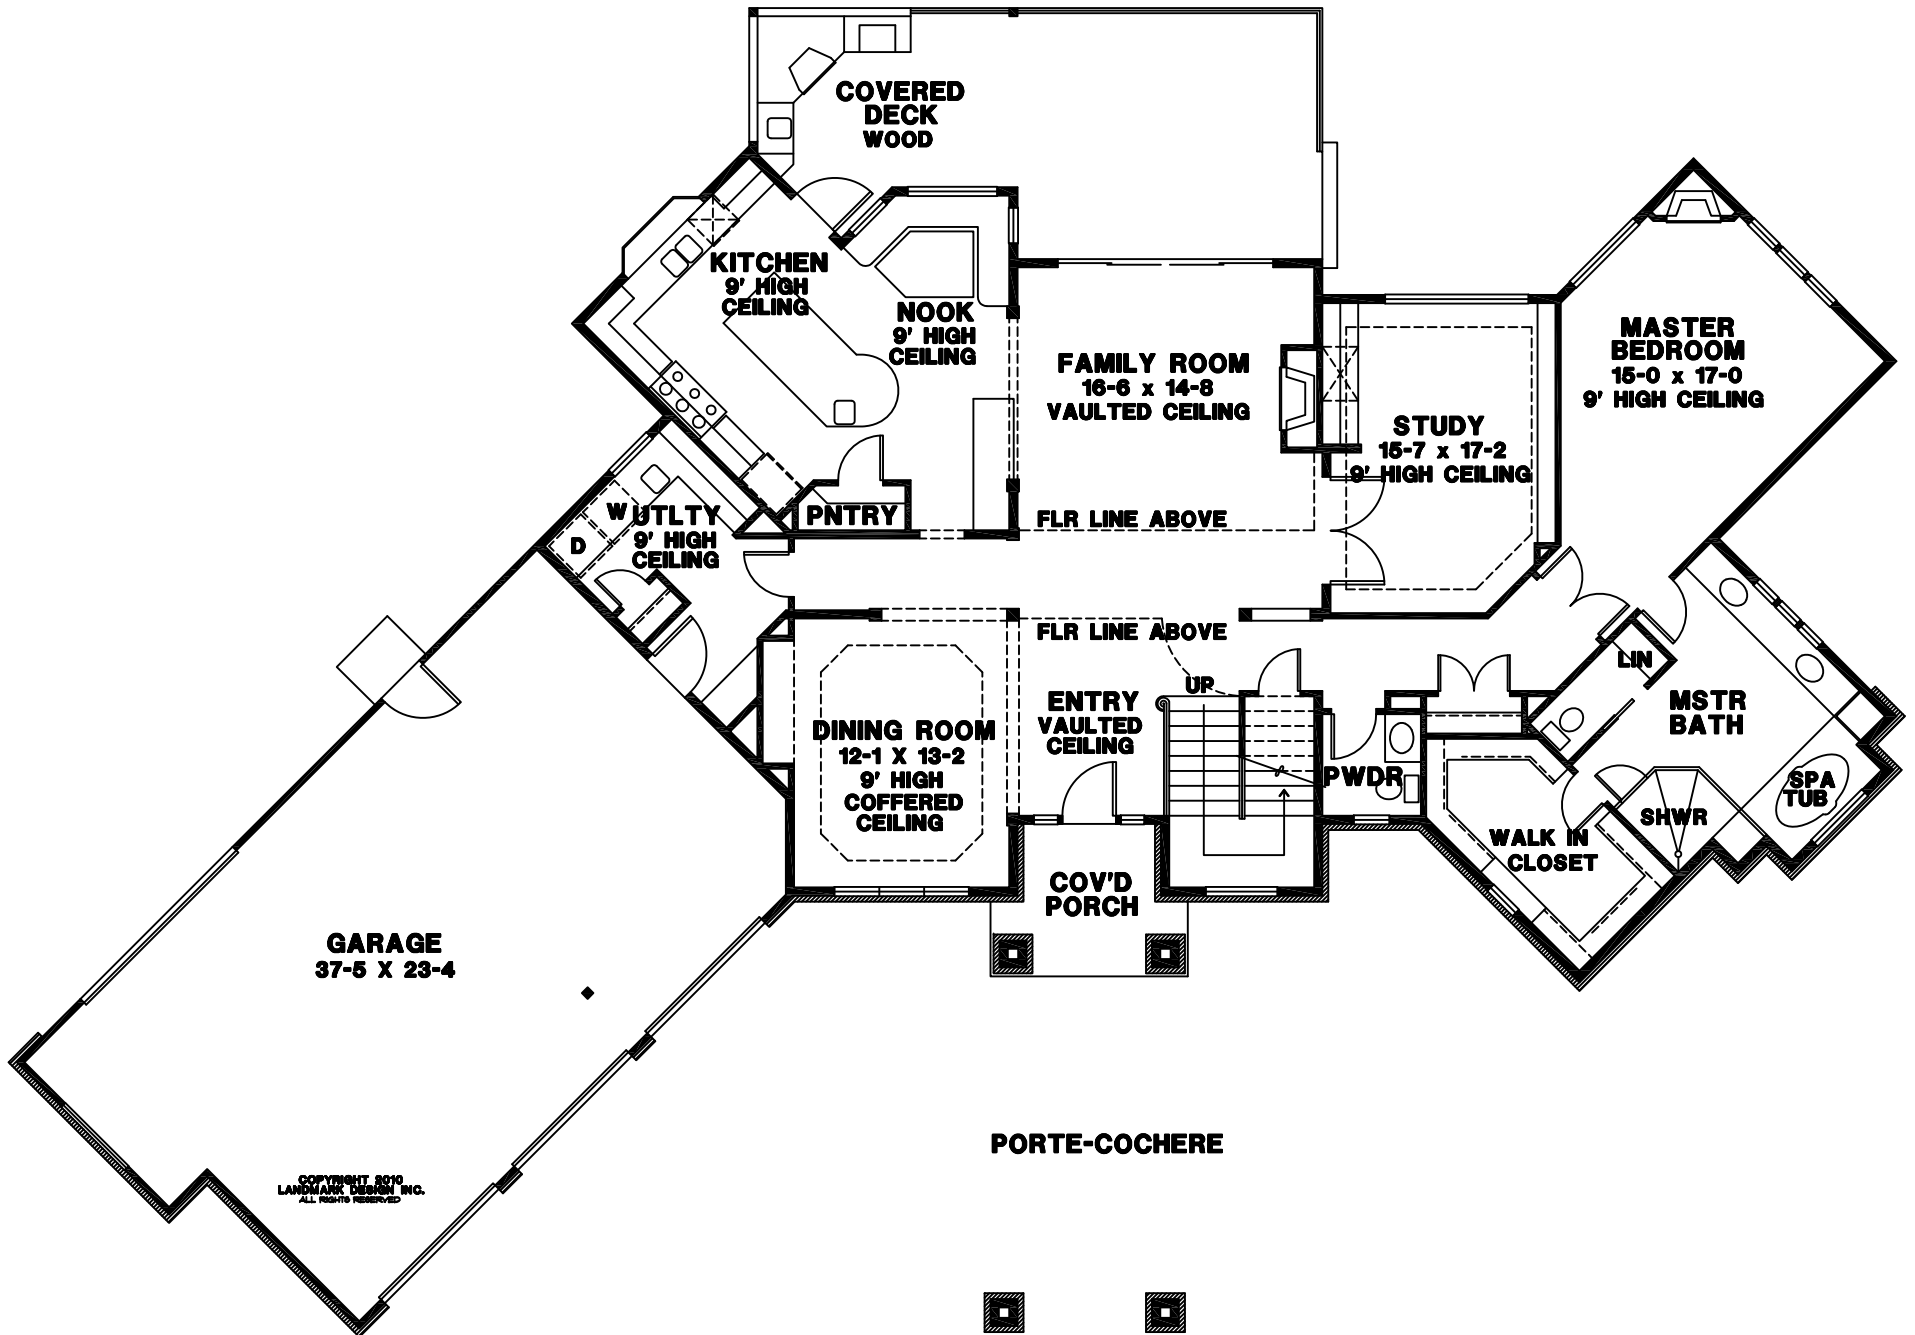 COVERED
DECK
WOOD
KITCHEN
9' HIGH
CEILING
NOOK
9' HIGH
CEILING
FAMILY ROOM
16-6 x 14-8
VAULTED CEILING
STUDY
15-7 x 17-2
9' HIGH CEILING
MASTER
BEDROOM
15-0 x 17-0
9' HIGH CEILING
W
D
UTLTY
9' HIGH
CEILING
PNTRY
FLR LINE ABOVE
FLR LINE ABOVE
UP
LIN
MSTR
BATH
DINING ROOM
12-1 X 13-2
9' HIGH
COFFERED
CEILING
ENTRY
VAULTED
CEILING
PWDR
SPA
TUB
SHWR
WALK IN
CLOSET
COV'D
PORCH
GARAGE
37-5 X 23-4
PORTE-COCHERE
COPYRIGHT 2010
LANDMARK DESIGN INC.
ALL RIGHTS RESERVED